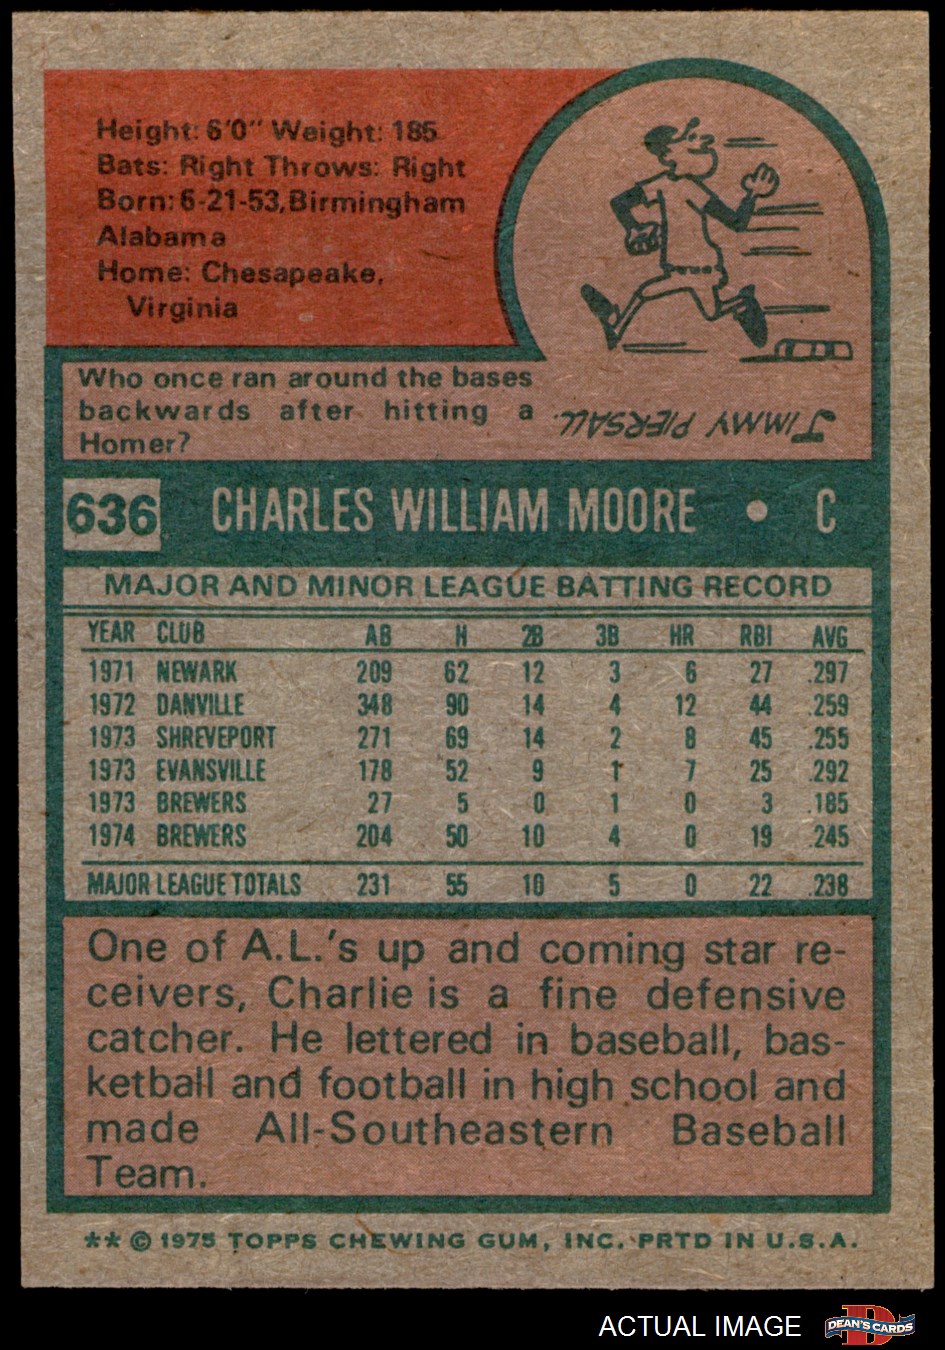 Height: 6'0" Weight: 185
Bats: Right Throws: Right
Born: 6-21-53, Birmingham
Alabama
Home: Chesapeake,
Virginia
Who once ran around the bases
backwards after hitting a
Homer?
JIMMY PIERSALL.
636 CHARLES WILLIAM MOORE • C
MAJOR AND MINOR LEAGUE BATTING RECORD
YEAR CLUB AB H 2B 3B HR RBI AVG
1971 NEWARK 209 62 12 3 6 27 .297
1972 DANVILLE 348 90 14 4 12 44 .259
1973 SHREVEPORT 271 69 14 2 8 45 .255
1973 EVANSVILLE 178 52 9 1 7 25 .292
1973 BREWERS 27 5 0 1 0 3 .185
1974 BREWERS 204 50 10 4 0 19 .245
MAJOR LEAGUE TOTALS 231 55 10 5 0 22 .238
One of A.L.'s up and coming star re-
ceivers, Charlie is a fine defensive
catcher. He lettered in baseball, bas-
ketball and football in high school and
made All-Southeastern Baseball
Team.
** © 1975 TOPPS CHEWING GUM, INC. PRTD IN U.S.A.
ACTUAL IMAGE D DEAN'S CARDS